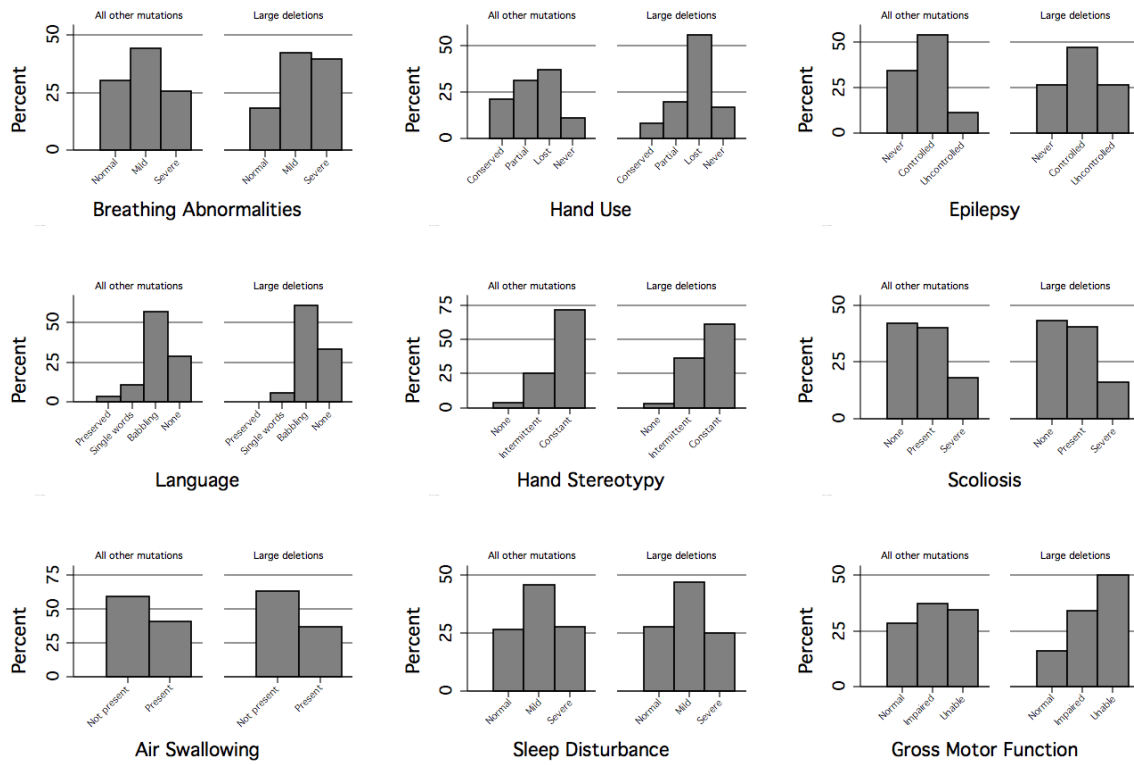 All other mutations Large deletions
Percent
50
25
0
Normal Mild Severe Normal Mild Severe
Breathing Abnormalities
All other mutations Large deletions
50
25
0
Conserved Partial Lost Never Conserved Partial Lost Never
Hand Use
All other mutations Large deletions
Percent
50
25
0
Never Controlled Uncontrolled Never Controlled Uncontrolled
Epilepsy
All other mutations Large deletions
Percent
50
25
0
Preserved Single words Babbling None Preserved Single words Babbling None
Language
All other mutations Large deletions
Percent
75
50
25
0
None Intermittent Constant None Intermittent Constant
Hand Stereotypy
All other mutations Large deletions
Percent
50
25
0
None Present Severe None Present Severe
Scoliosis
All other mutations Large deletions
Percent
75
50
25
0
Not present Present Not present Present
Air Swallowing
All other mutations Large deletions
Percent
50
25
0
Normal Mild Severe Normal Mild Severe
Sleep Disturbance
All other mutations Large deletions
Percent
50
25
0
Normal Impaired Unable Normal Impaired Unable
Gross Motor Function